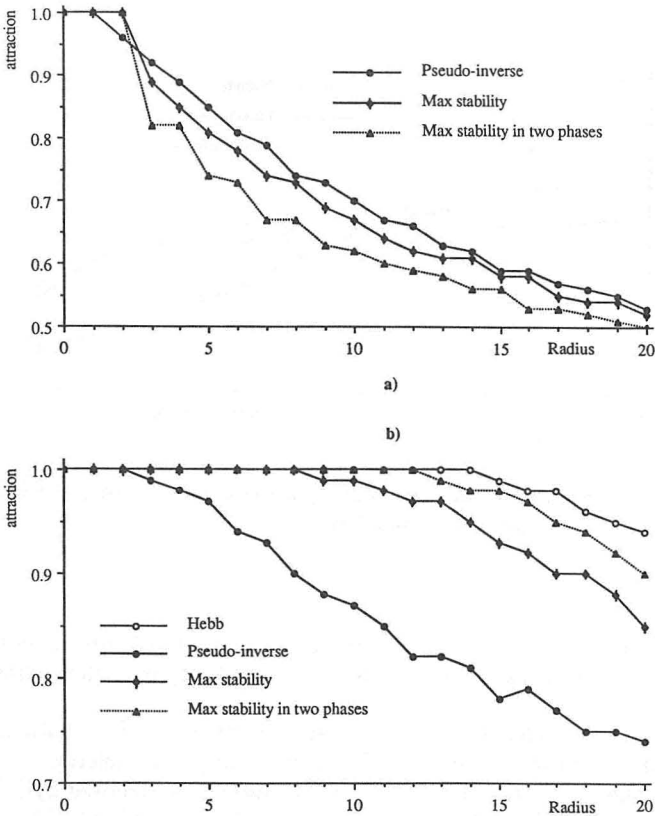 attraction
1.0
0.9
0.8
0.7
0.6
0.5
Pseudo-inverse
Max stability
Max stability in two phases
0 5 10 15 Radius 20
a)
b)
attraction
1.0
0.9
0.8
0.7
Hebb
Pseudo-inverse
Max stability
Max stability in two phases
0 5 10 15 Radius 20